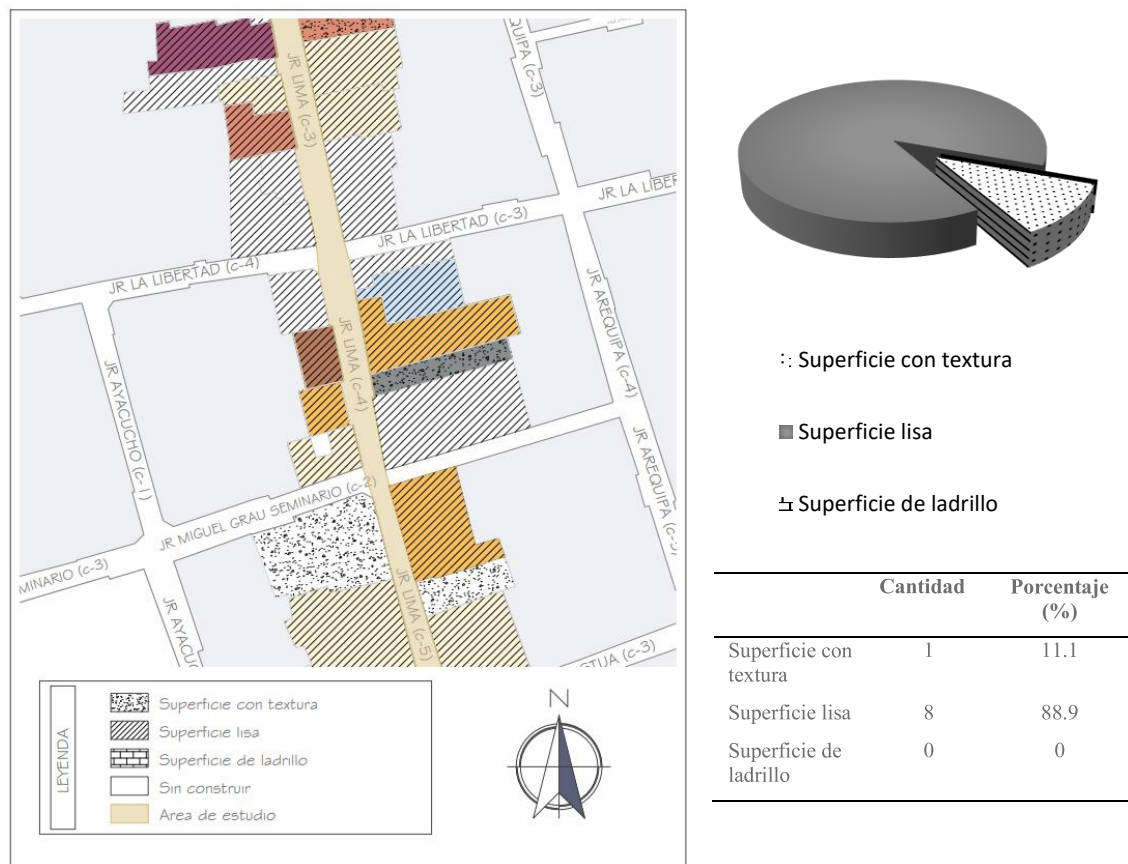 JR LIMA (c-3)
QUIPA (c-3)
JR LA LIBERTAD (c-3)
JR LA LIBER
JR LA LIBERTAD (c-4)
JR AREQUIPA (c-4)
JR LIMA (c-4)
JR AYACUCHO (c-1)
JR MIGUEL GRAU SEMINARIO (c-2)
MINARIO (c-3)
JR AREQUIPA (c-5)
JR AYACUC
JR LIMA (c-5)
STUA (c-3)
LEYENDA
Superficie con textura
Superficie lisa
Superficie de ladrillo
Sin construir
Area de estudio
N
Superficie con textura
Superficie lisa
Superficie de ladrillo
Cantidad Porcentaje
(%)
Superficie con 1 11.1
textura
Superficie lisa 8 88.9
Superficie de 0 0
ladrillo